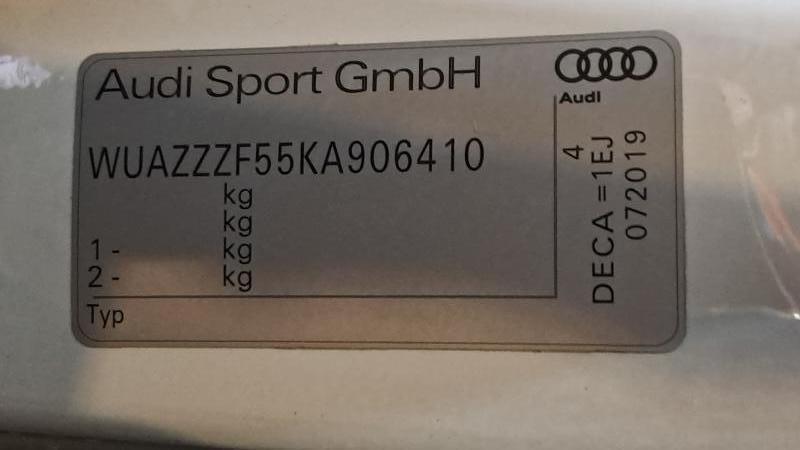 Audi Sport GmbH
Audi
WUAZZZF55KA906410
kg
kg
1 - kg
2 - kg
Typ
4
DECA =1EJ
072019